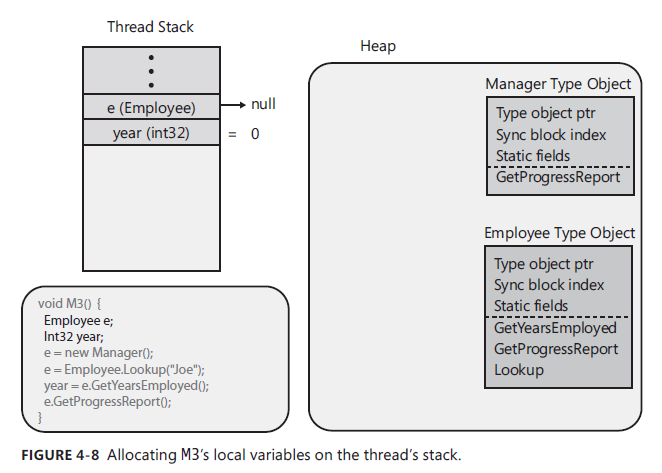 Thread Stack
Heap
e (Employee)
null
year (int32)
= 0
Manager Type Object
Type object ptr
Sync block index
Static fields
GetProgressReport
Employee Type Object
Type object ptr
Sync block index
Static fields
GetYearsEmployed
GetProgressReport
Lookup
void M3() {
Employee e;
Int32 year;
e = new Manager();
e = Employee.Lookup("Joe");
year = e.GetYearsEmployed();
e.GetProgressReport();
}
FIGURE 4-8 Allocating M3's local variables on the thread's stack.